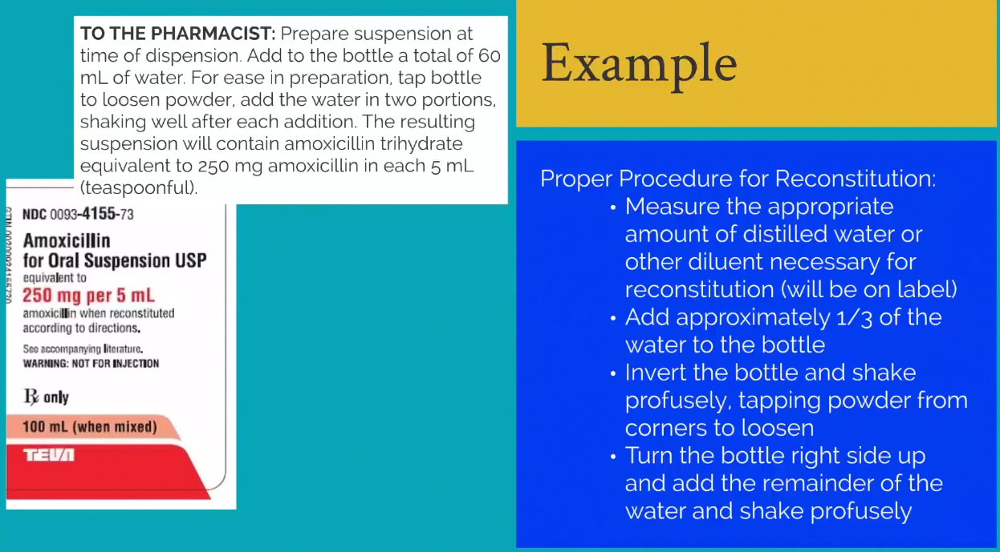 TO THE PHARMACIST: Prepare suspension at
time of dispension. Add to the bottle a total of 60
mL of water. For ease in preparation, tap bottle
to loosen powder, add the water in two portions,
shaking well after each addition. The resulting
suspension will contain amoxicillin trihydrate
equivalent to 250 mg amoxicillin in each 5 mL
(teaspoonful).
NDC 0093-4155-73
Amoxicillin
for Oral Suspension USP
equivalent to
250 mg per 5 mL
amoxicillin when reconstituted
according to directions.
See accompanying literature.
WARNING: NOT FOR INJECTION
℞ only
100 mL (when mixed)
TEVA
Example
Proper Procedure for Reconstitution:
• Measure the appropriate
amount of distilled water or
other diluent necessary for
reconstitution (will be on label)
• Add approximately 1/3 of the
water to the bottle
• Invert the bottle and shake
profusely, tapping powder from
corners to loosen
• Turn the bottle right side up
and add the remainder of the
water and shake profusely